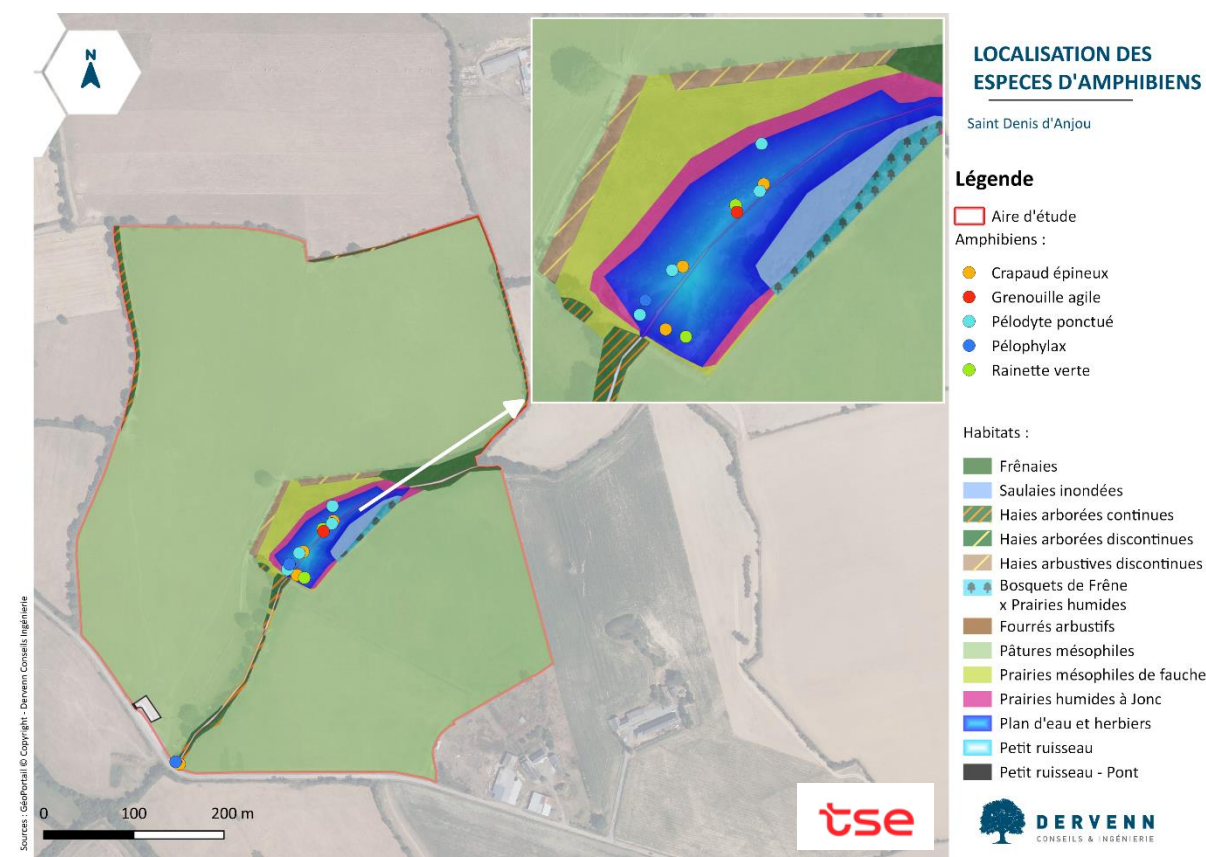 N
LOCALISATION DES
ESPECES D'AMPHIBIENS
Saint Denis d'Anjou
Légende
Aire d'étude
Amphibiens :
Crapaud épineux
Grenouille agile
Pélodyte ponctué
Pélophylax
Rainette verte
Habitats :
Frênaies
Saulaies inondées
Haies arborées continues
Haies arborées discontinues
Haies arbustives discontinues
Bosquets de Frêne
x Prairies humides
Fourrés arbustifs
Pâtures mésophiles
Prairies mésophiles de fauche
Prairies humides à Jonc
Plan d'eau et herbiers
Petit ruisseau
Petit ruisseau - Pont
0 100 200 m
Sources : GéoPortail © Copyright - Dervenn Conseils Ingénierie
tse
DERVENN
CONSEILS & INGÉNIERIE